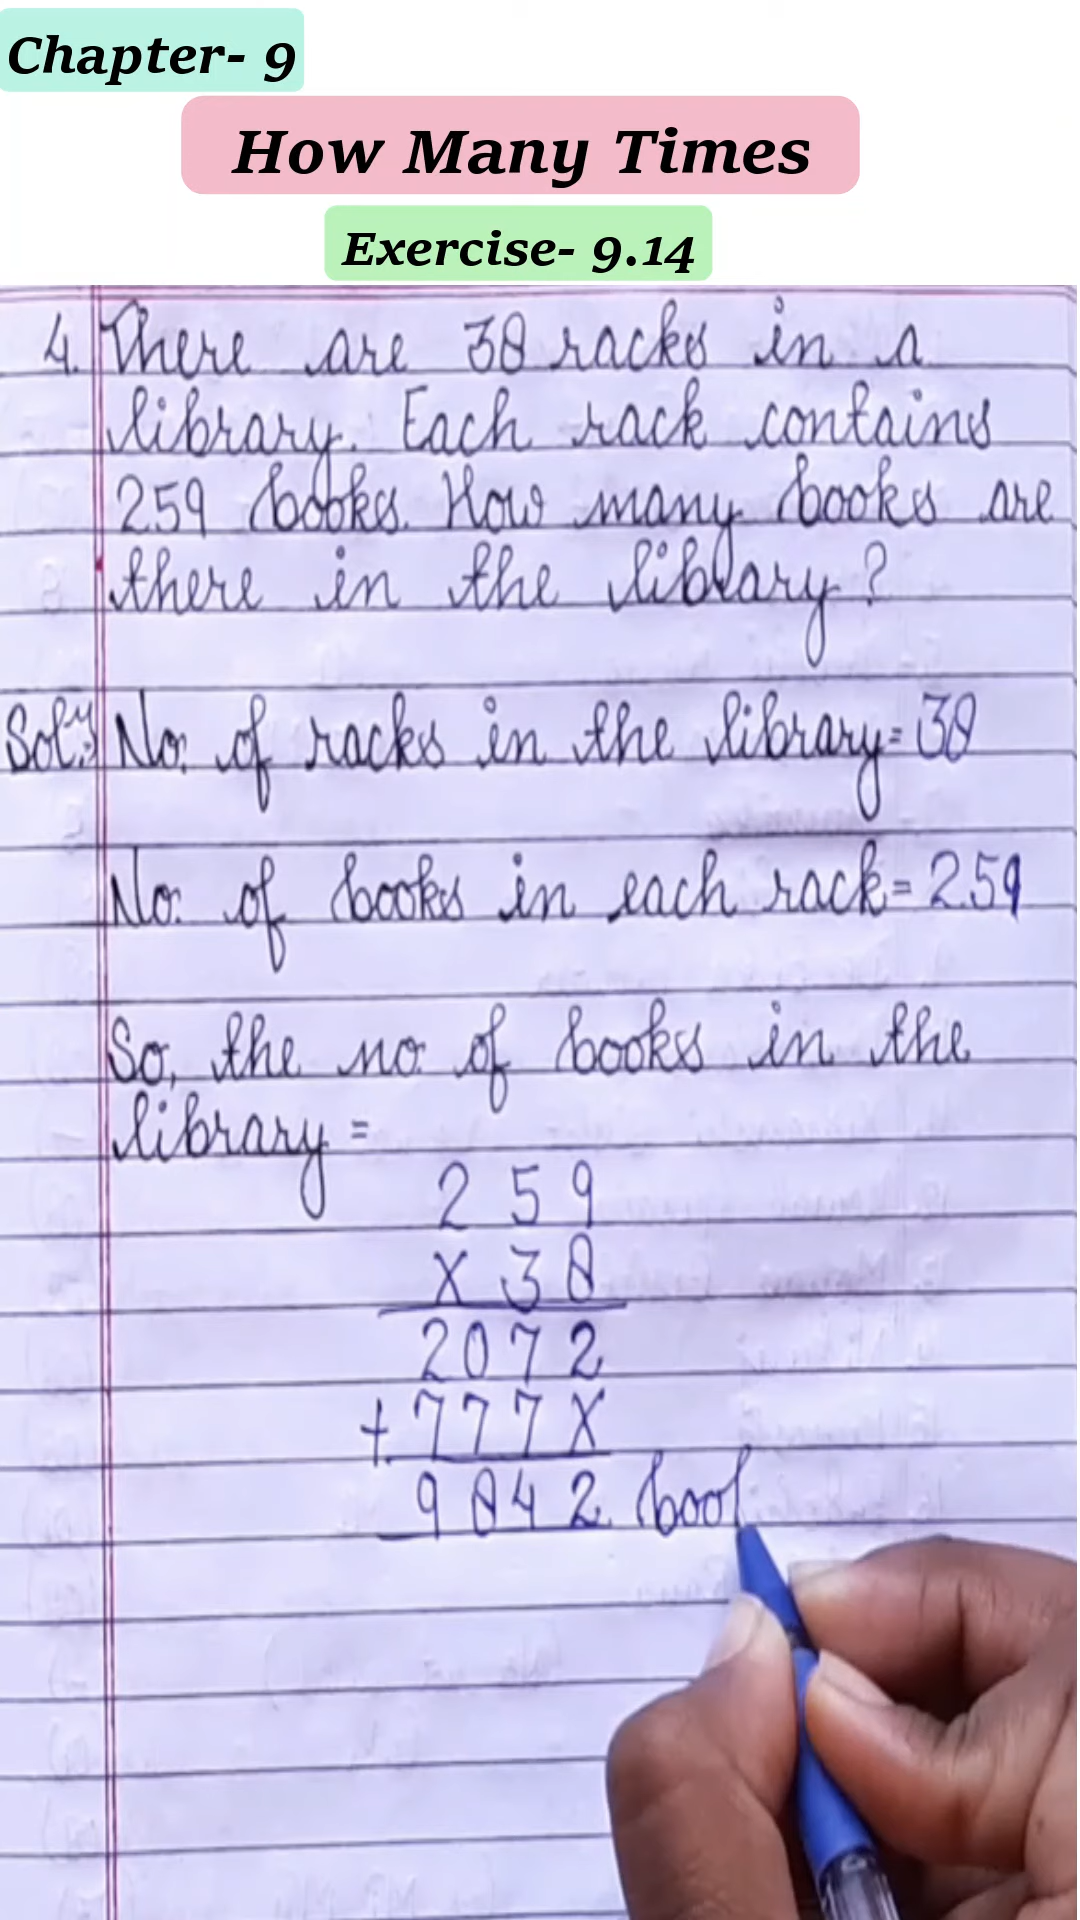 Chapter- 9
How Many Times
Exercise- 9.14
4. There are 38 racks in a
library. Each rack contains
259 books. How many books are
there in the library?
Solⁿ: No. of racks in the library = 38
No. of books in each rack = 259
So, the no. of books in the
library =
259
x 38
2072
+ 777x
9842 boo